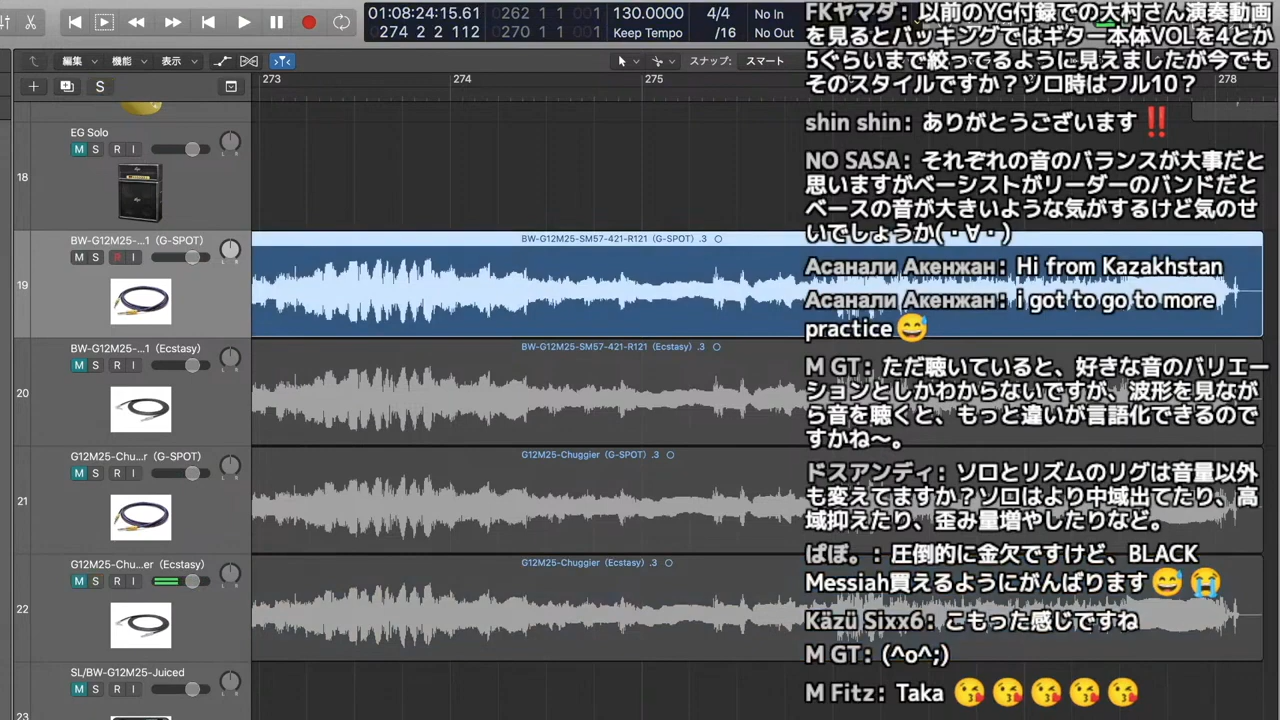 01:08:24:15.61
0262 1 1 001
130.0000
4/4
No In
0274 2 2 112
0270 1 1 001
Keep Tempo
/16
No Out
編集
機能
表示
スナップ:
スマート
273
274
275
278
EG Solo
M S R I
18
BW-G12M25-...1（G-SPOT）
M S R I
19
BW-G12M25-SM57-421-R121（G-SPOT）.3
BW-G12M25-...1（Ecstasy）
M S R I
20
BW-G12M25-SM57-421-R121（Ecstasy）.3
G12M25-Chu...r（G-SPOT）
M S R I
21
G12M25-Chuggier（G-SPOT）.3
G12M25-Chu...er（Ecstasy）
M S R I
22
G12M25-Chuggier（Ecstasy）.3
SL/BW-G12M25-Juiced
M S R I
23
FKヤマダ: 以前のYG付録での大村さん演奏動画
を見るとバッキングではギター本体VOLを4とか
5ぐらいまで絞ってるように見えましたが今でも
そのスタイルですか？ソロ時はフル10？
shin shin: ありがとうございます‼️
NO SASA: それぞれの音のバランスが大事だと
思いますがベーシストがリーダーのバンドだと
ベースの音が大きいような気がするけど気のせ
いでしょうか(・∀・)
Асанали Акенжан: Hi from Kazakhstan
Асанали Акенжан: i got to go to more
practice😅
M GT: ただ聴いていると、好きな音のバリエー
ションとしかわからないですが、波形を見なが
ら音を聴くと、もっと違いが言語化できるので
すかね〜。
ドスアンディ: ソロとリズムのリグは音量以外
も変えてますか？ソロはより中域出てたり、高
域抑えたり、歪み量増やしたりなど。
ぱぽ。: 圧倒的に金欠ですけど、BLACK
Messiah買えるようにがんばります😅😭
Käzü Sixx6: こもった感じですね
M GT: (^o^;)
M Fitz: Taka 😘😘😘😘😘